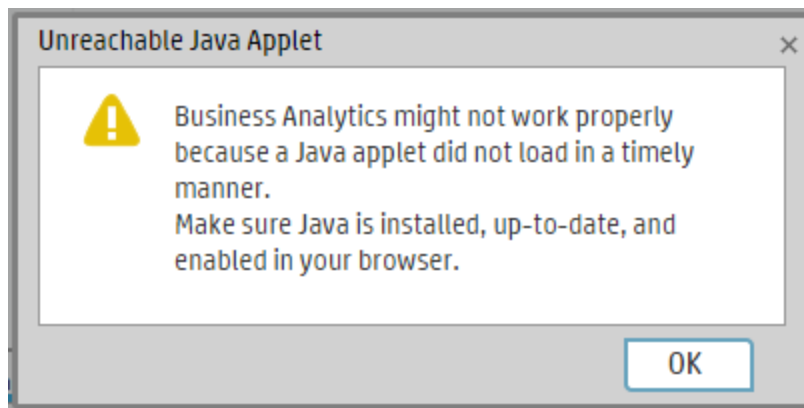 Unreachable Java Applet
Business Analytics might not work properly
because a Java applet did not load in a timely
manner.
Make sure Java is installed, up-to-date, and
enabled in your browser.
OK